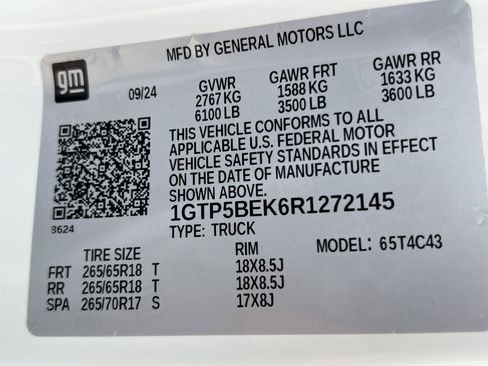 MFD BY GENERAL MOTORS LLC
gm
09/24
GVWR GAWR FRT GAWR RR
2767 KG 1588 KG 1633 KG
6100 LB 3500 LB 3600 LB
THIS VEHICLE CONFORMS TO ALL
APPLICABLE U.S. FEDERAL MOTOR
VEHICLE SAFETY STANDARDS IN EFFECT
ON THE DATE OF MANUFACTURE
SHOWN ABOVE.
1GTP5BEK6R1272145
8624
TYPE: TRUCK MODEL: 65T4C43
TIRE SIZE RIM
FRT 265/65R18 T 18X8.5J
RR 265/65R18 T 18X8.5J
SPA 265/70R17 S 17X8J